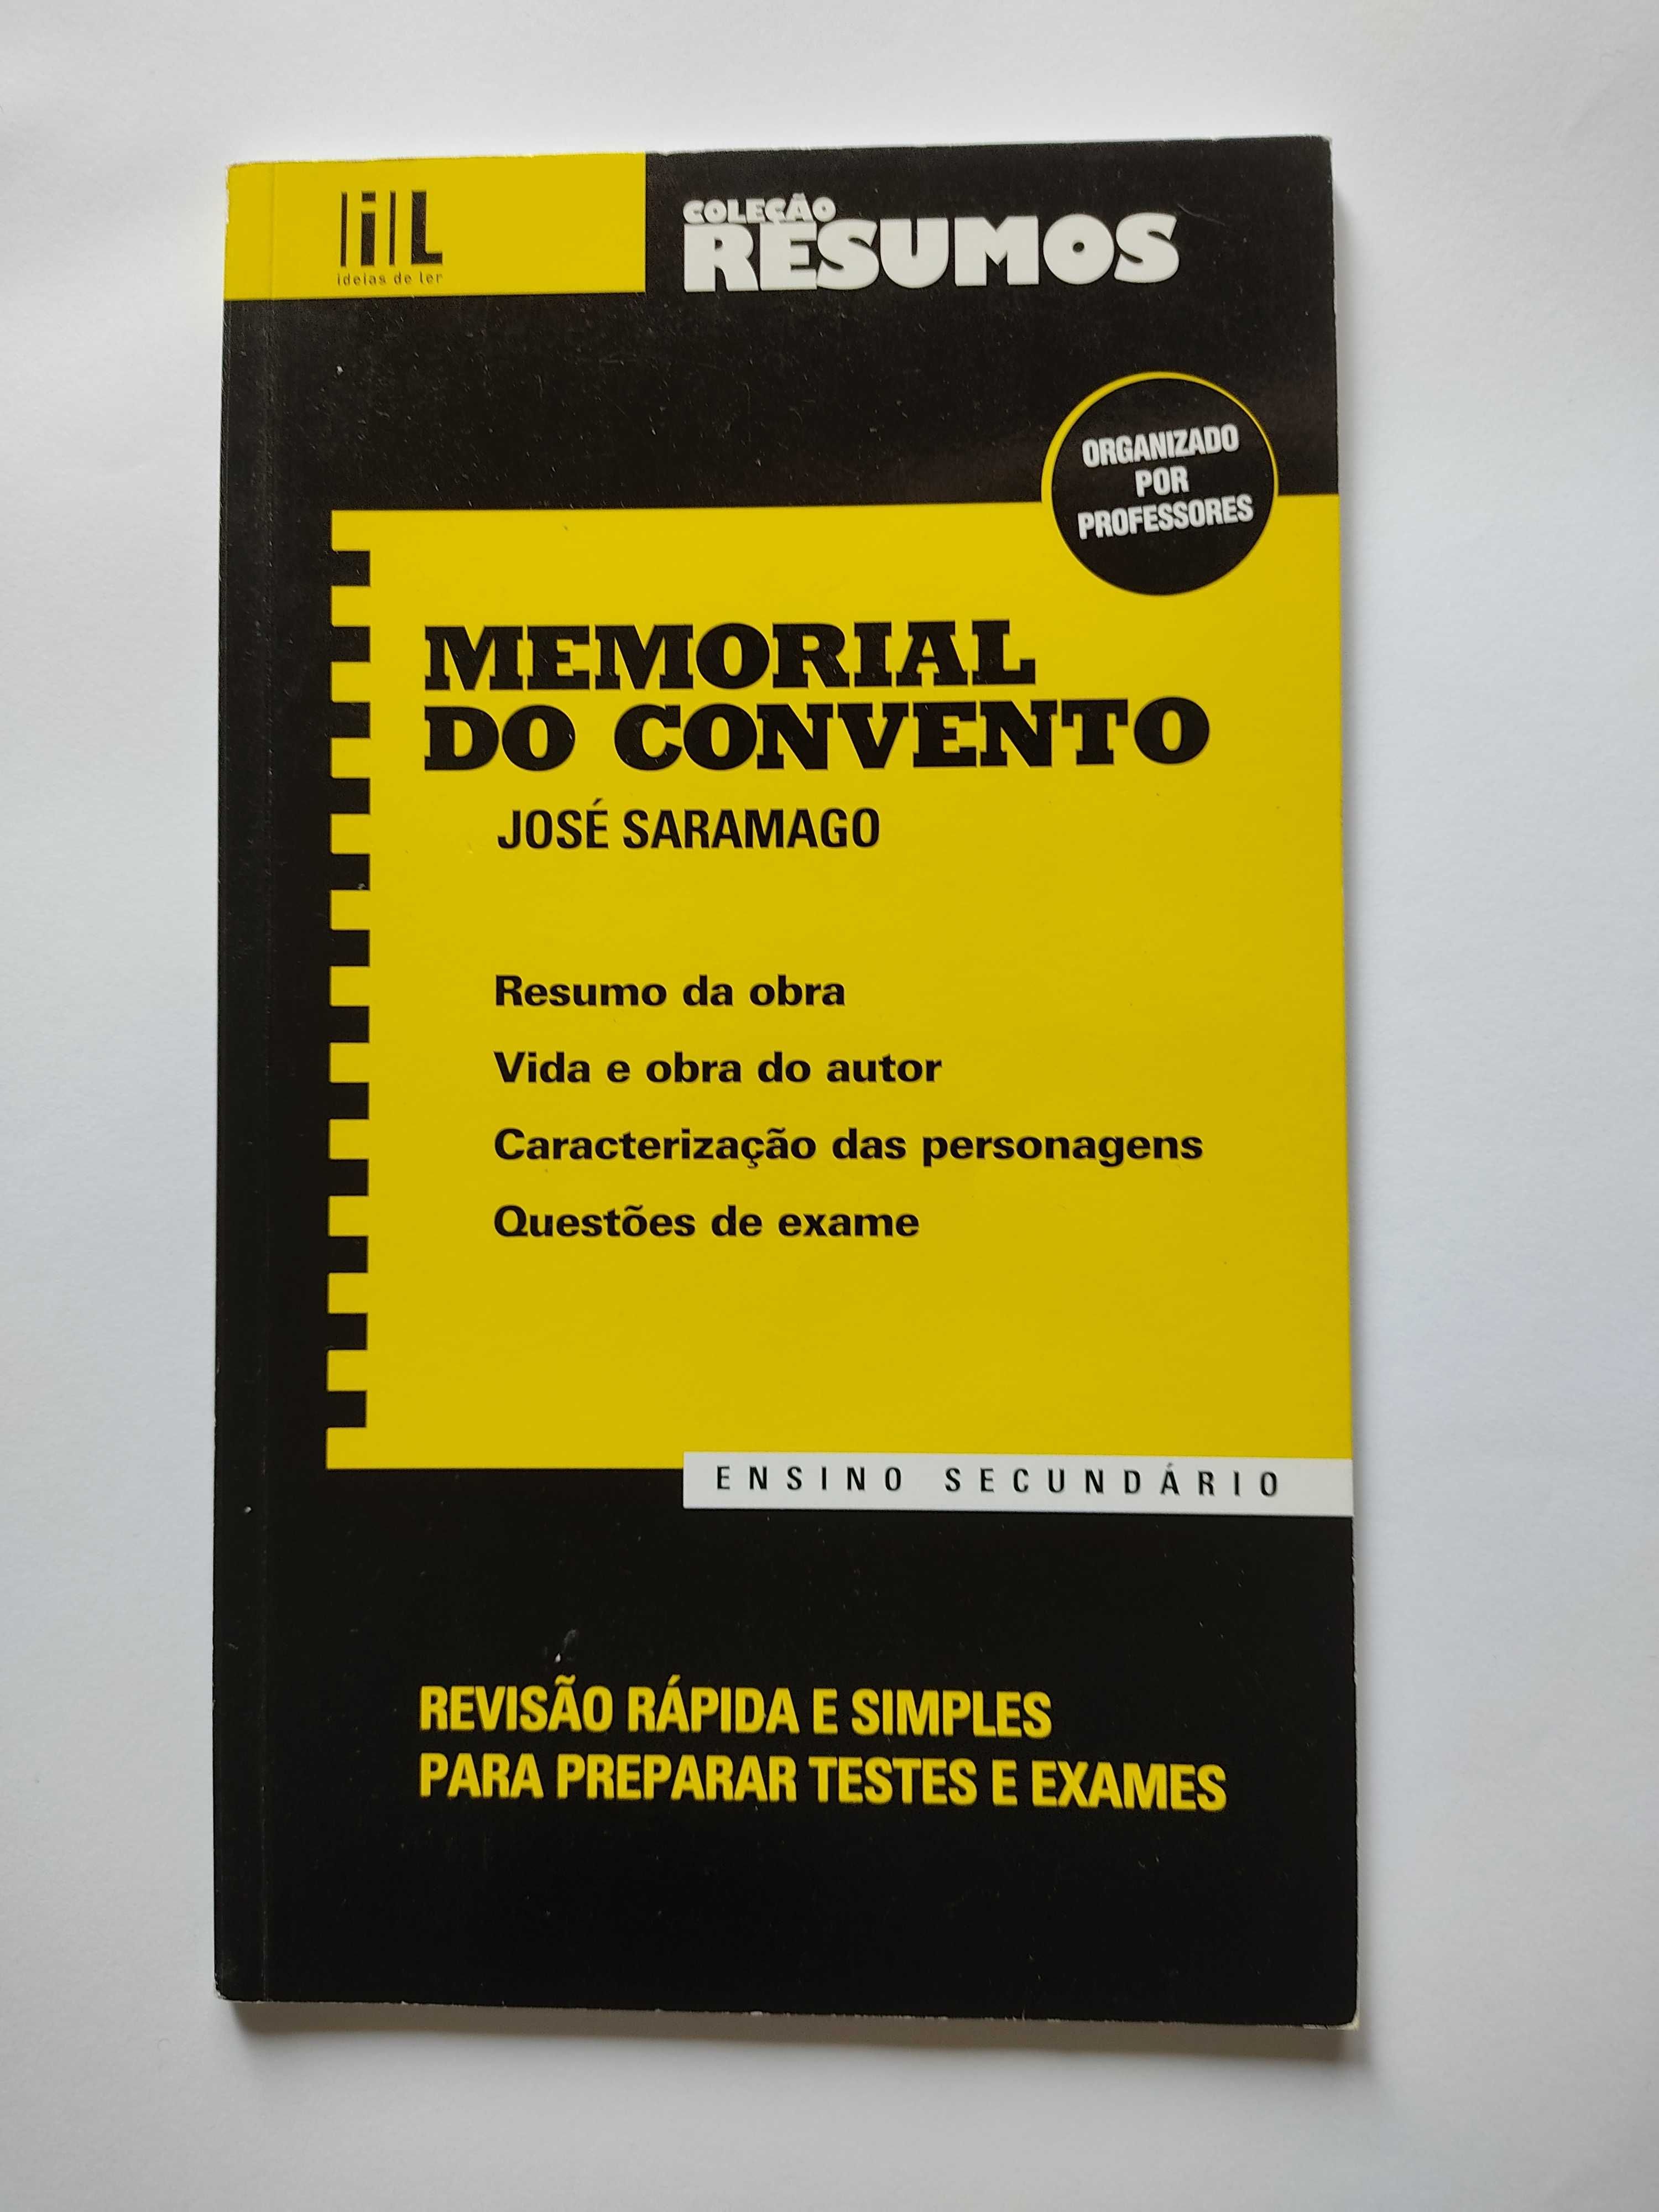 iL
ideias de ler
COLEÇÃO
RESUMOS
ORGANIZADO
POR
PROFESSORES
MEMORIAL
DO CONVENTO
JOSÉ SARAMAGO
Resumo da obra
Vida e obra do autor
Caracterização das personagens
Questões de exame
ENSINO SECUNDÁRIO
REVISÃO RÁPIDA E SIMPLES
PARA PREPARAR TESTES E EXAMES